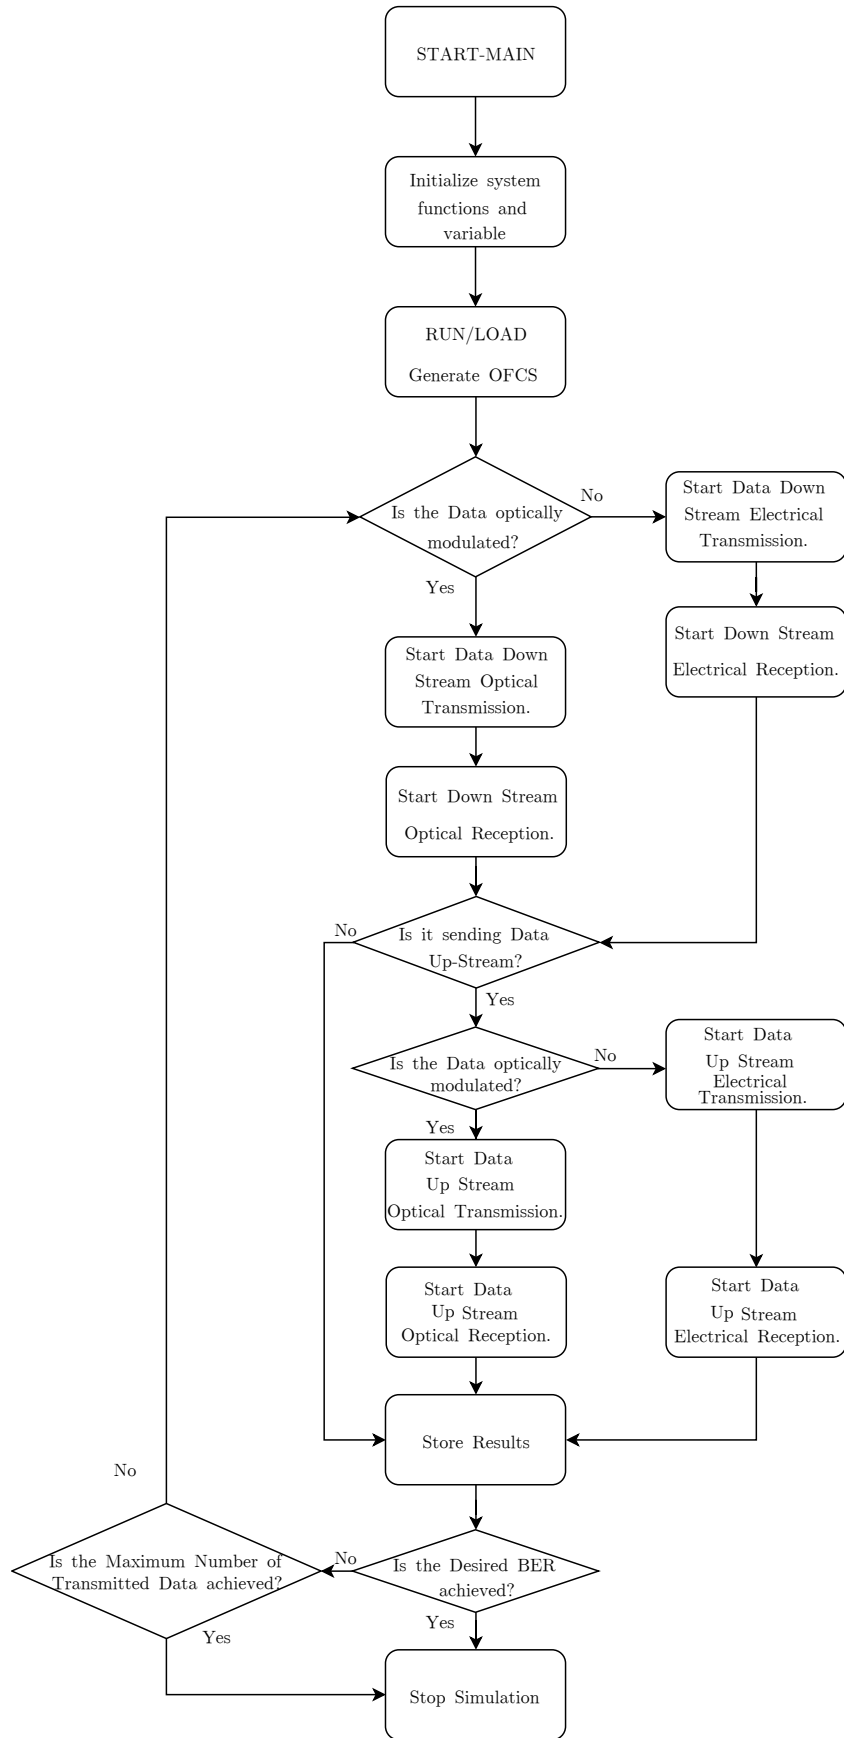 START-MAIN
Initialize system
functions and
variable
RUN/LOAD
Generate OFCS
Is the Data optically
modulated?
No
Yes
Start Data Down
Stream Electrical
Transmission.
Start Down Stream
Electrical Reception.
Start Data Down
Stream Optical
Transmission.
Start Down Stream
Optical Reception.
Is it sending Data
Up-Stream?
No
Yes
Is the Data optically
modulated?
No
Yes
Start Data
Up Stream
Electrical
Transmission.
Start Data
Up Stream
Optical Transmission.
Start Data
Up Stream
Optical Reception.
Start Data
Up Stream
Electrical Reception.
Store Results
Is the Desired BER
achieved?
No
Yes
Is the Maximum Number of
Transmitted Data achieved?
No
Yes
Stop Simulation